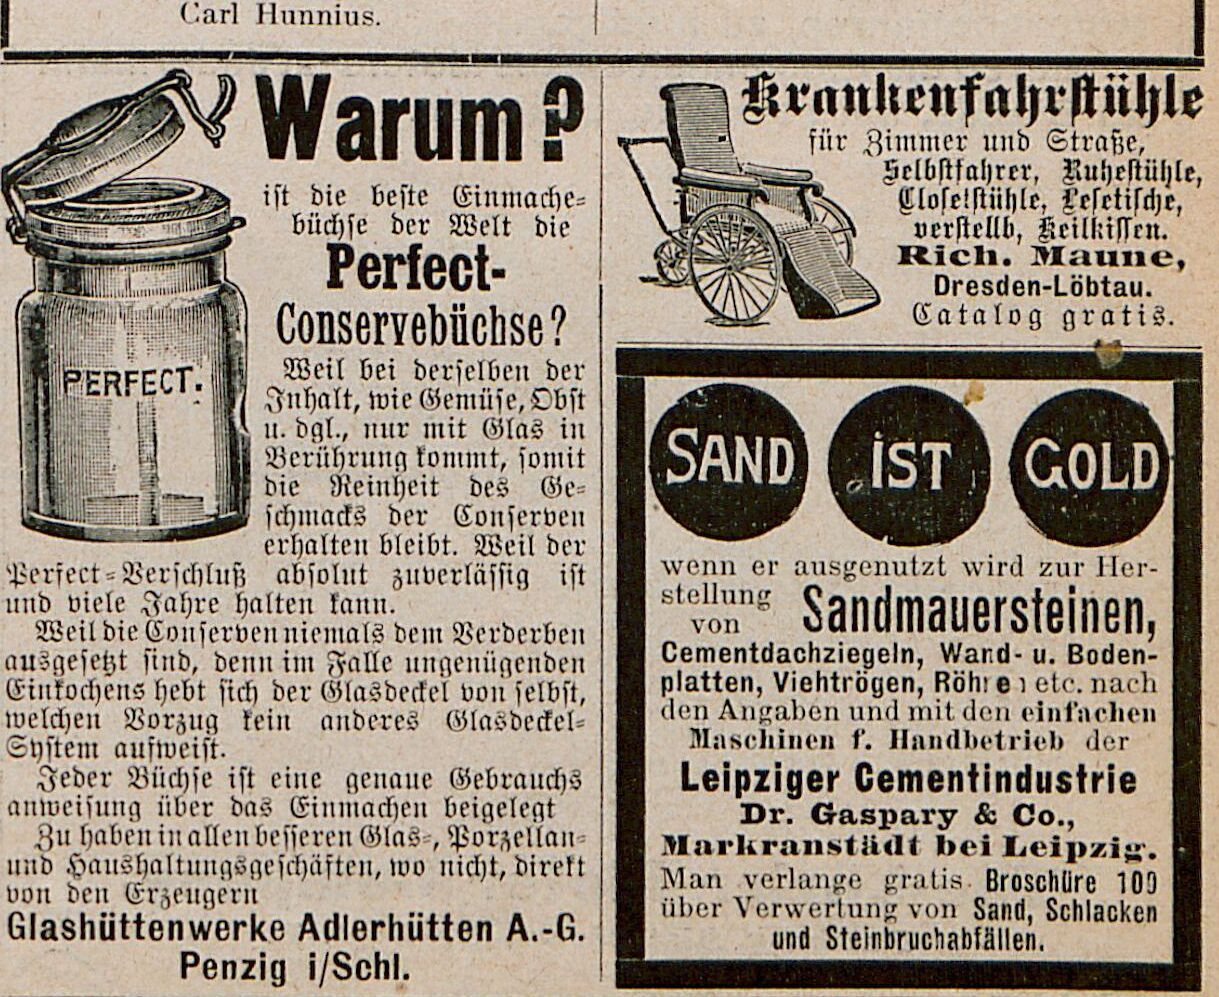 Carl Hunnius.
Warum?
ist die beste Einmache-
büchse der Welt die
Perfect-
Conservebüchse?
PERFECT.
Weil bei derselben der
Inhalt, wie Gemüse, Obst
u. dgl., nur mit Glas in
Berührung kommt, somit
die Reinheit des Ge-
schmacks der Conserven
erhalten bleibt. Weil der
Perfect-Verschluß absolut zuverlässig ist
und viele Jahre halten kann.
Weil die Conserven niemals dem Verderben
ausgesetzt sind, denn im Falle ungenügenden
Einkochens hebt sich der Glasdeckel von selbst,
welchen Vorzug kein anderes Glasdeckel-
System aufweist.
Jeder Büchse ist eine genaue Gebrauchs
anweisung über das Einmachen beigelegt
Zu haben in allen besseren Glas-, Porzellan-
und Haushaltungsgeschäften, wo nicht, direkt
von den Erzeugern
Glashüttenwerke Adlerhütten A.-G.
Penzig i/Schl.
Krankenfahrstühle
für Zimmer und Straße,
Selbstfahrer, Ruhestühle,
Closetstühle, Lesetische,
verstellb, Keilkissen.
Rich. Maune,
Dresden-Löbtau.
Catalog gratis.
SAND IST GOLD
wenn er ausgenutzt wird zur Her-
stellung
von Sandmauersteinen,
Cementdachziegeln, Wand- u. Boden-
platten, Viehtrögen, Röhren etc. nach
den Angaben und mit den einfachen
Maschinen f. Handbetrieb der
Leipziger Cementindustrie
Dr. Gaspary & Co.,
Markranstädt bei Leipzig.
Man verlange gratis Broschüre 109
über Verwertung von Sand, Schlacken
und Steinbruchabfällen.